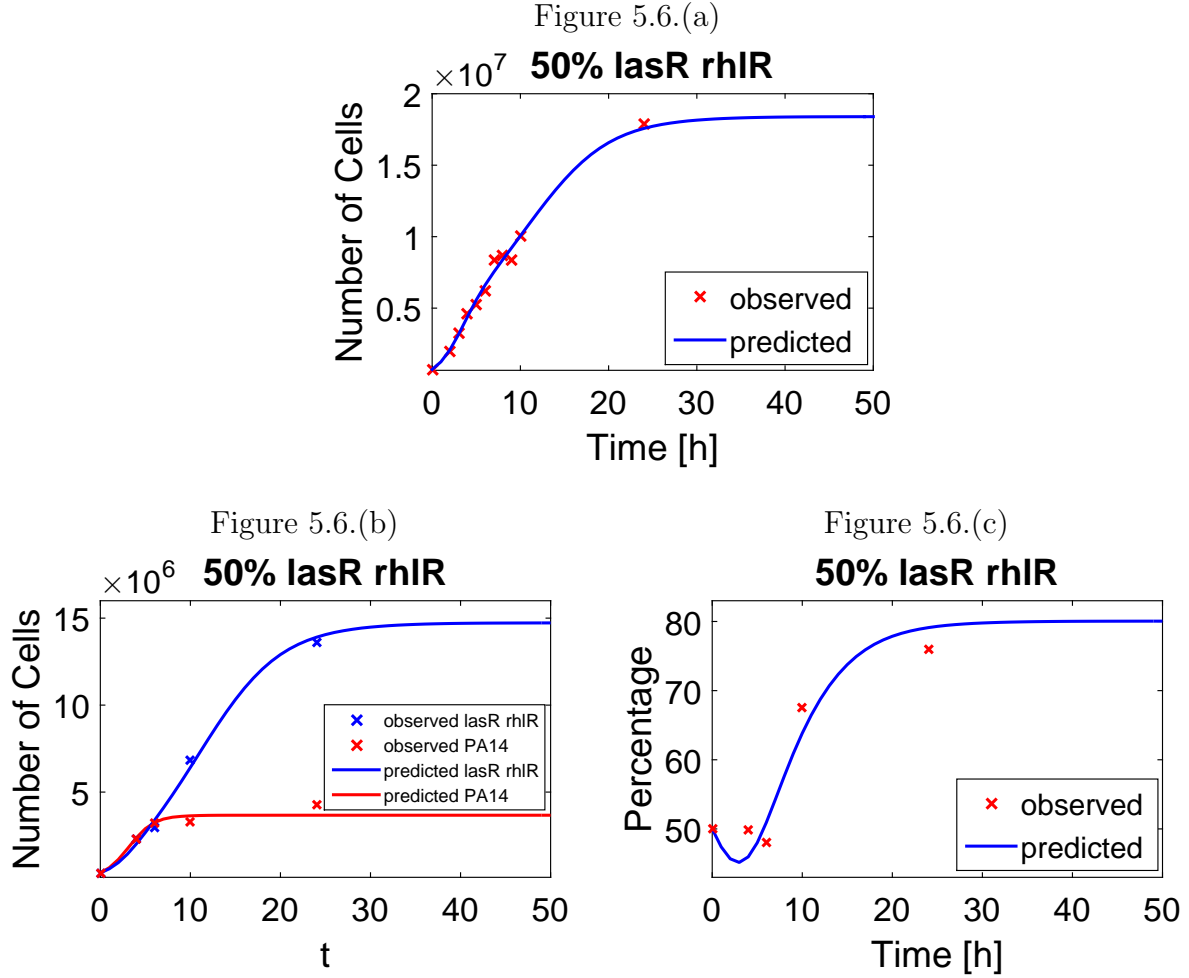 Figure 5.6.(a)
50% lasR rhlR
×10^7
2
1.5
1
0.5
0 10 20 30 40 50
Number of Cells
Time [h]
observed
predicted
Figure 5.6.(b)
50% lasR rhlR
×10^6
15
10
5
0 10 20 30 40 50
Number of Cells
t
observed lasR rhlR
observed PA14
predicted lasR rhlR
predicted PA14
Figure 5.6.(c)
50% lasR rhlR
80
70
60
50
0 10 20 30 40 50
Percentage
Time [h]
observed
predicted